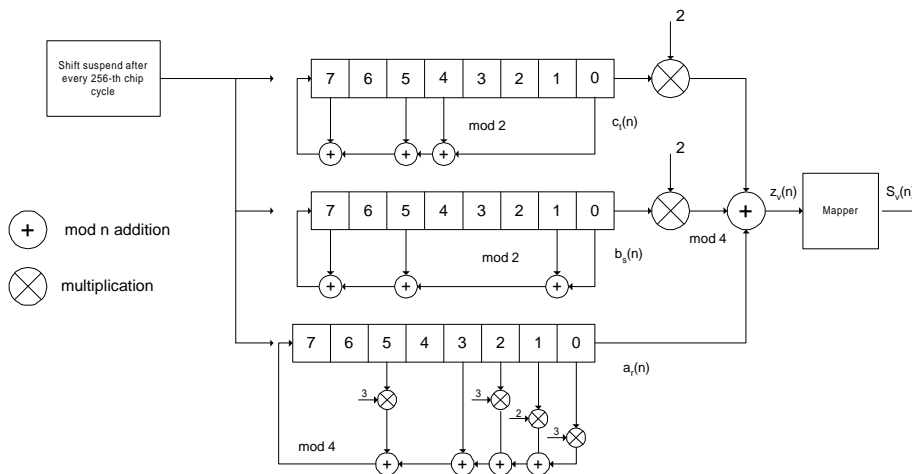 2
Shift suspend after
every 256-th chip
cycle
7 6 5 4 3 2 1 0
mod 2
c_t(n)
2
7 6 5 4 3 2 1 0
mod 2
b_s(n)
mod 4
z_v(n)
Mapper
S_v(n)
+ mod n addition
multiplication
7 6 5 4 3 2 1 0
a_r(n)
3
3
2
3
mod 4